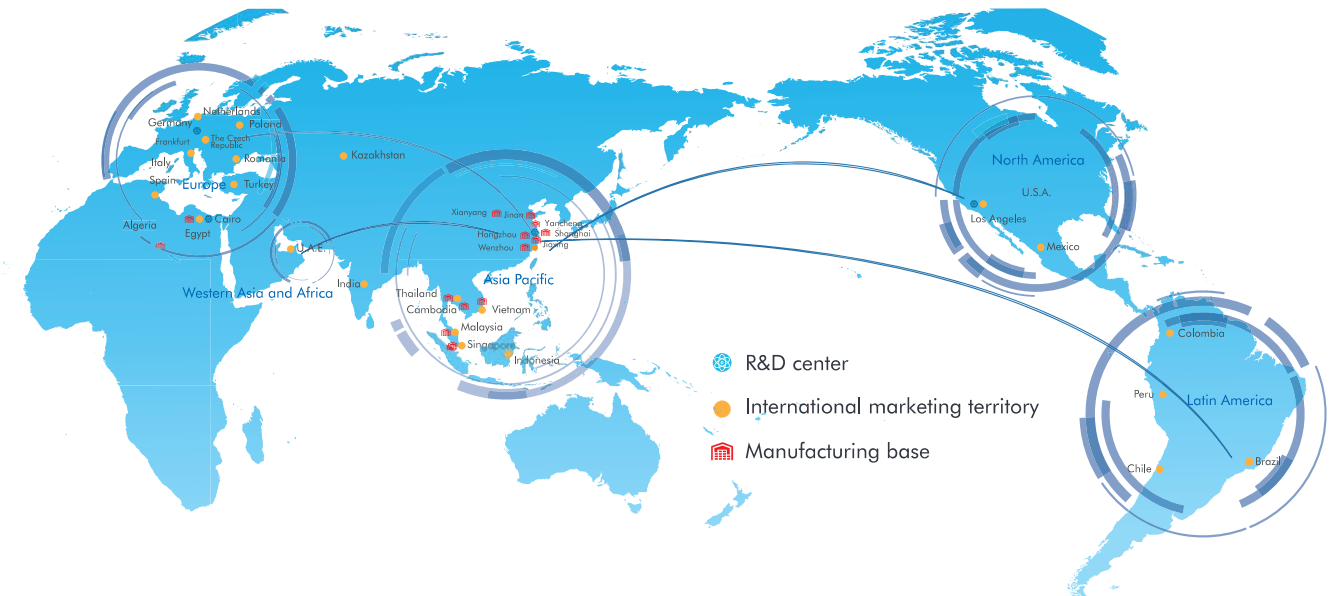 Netherlands
Germany
Poland
The Czech
Republic
Frankfurt
Italy
Romania
Kazakhstan
Spain
Europe
Turkey
Algeria
Cairo
Egypt
U.A.E.
Western Asia and Africa
India
Xianyang
Jinan
Yancheng
Hangzhou
Shanghai
Jiaxing
Wenzhou
Asia Pacific
Thailand
Cambodia
Vietnam
Malaysia
Singapore
Indonesia
North America
U.S.A.
Los Angeles
Mexico
Colombia
Peru
Latin America
Chile
Brazil
R&D center
International marketing territory
Manufacturing base